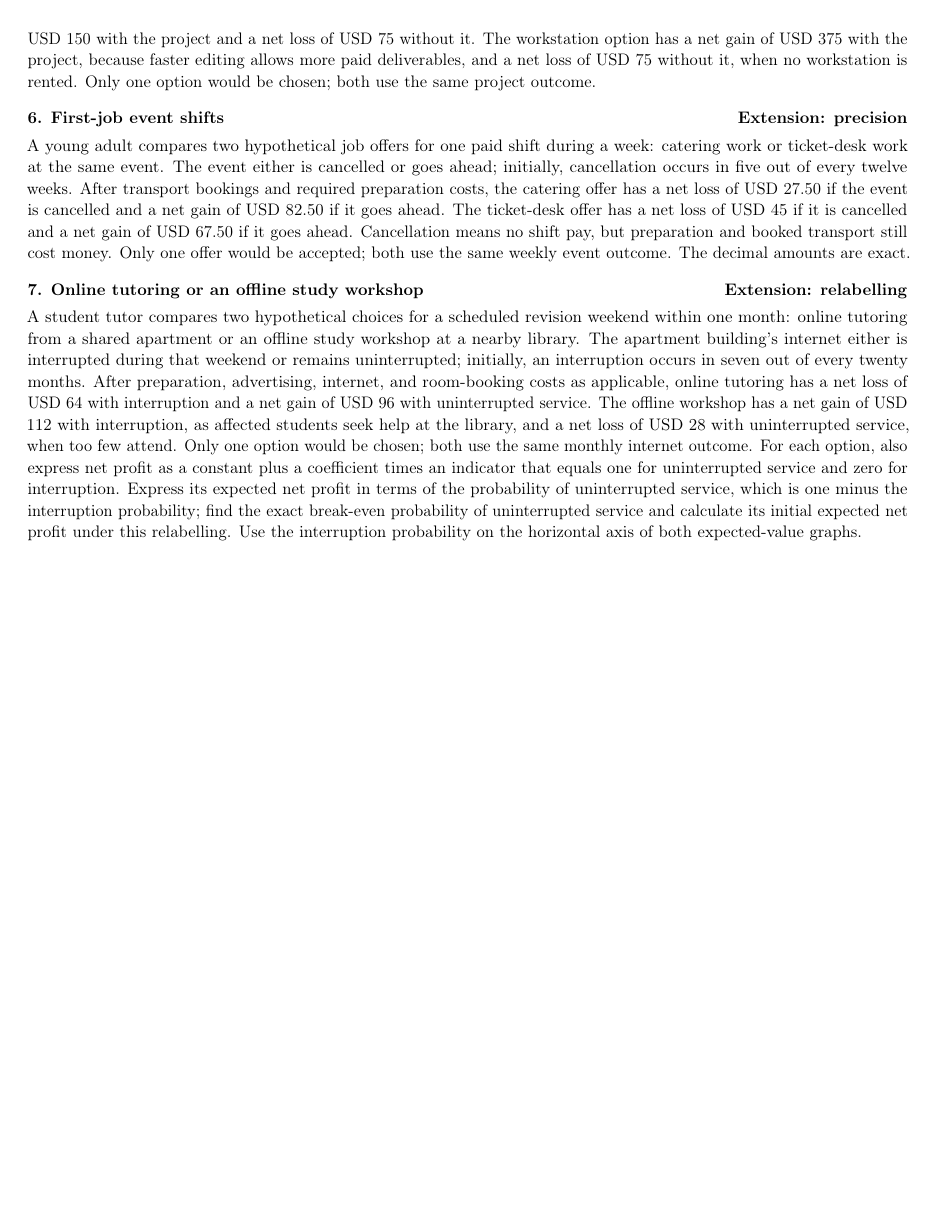 USD 150 with the project and a net loss of USD 75 without it. The workstation option has a net gain of USD 375 with the
project, because faster editing allows more paid deliverables, and a net loss of USD 75 without it, when no workstation is
rented. Only one option would be chosen; both use the same project outcome.
6. First-job event shifts Extension: precision
A young adult compares two hypothetical job offers for one paid shift during a week: catering work or ticket-desk work
at the same event. The event either is cancelled or goes ahead; initially, cancellation occurs in five out of every twelve
weeks. After transport bookings and required preparation costs, the catering offer has a net loss of USD 27.50 if the event
is cancelled and a net gain of USD 82.50 if it goes ahead. The ticket-desk offer has a net loss of USD 45 if it is cancelled
and a net gain of USD 67.50 if it goes ahead. Cancellation means no shift pay, but preparation and booked transport still
cost money. Only one offer would be accepted; both use the same weekly event outcome. The decimal amounts are exact.
7. Online tutoring or an offline study workshop Extension: relabelling
A student tutor compares two hypothetical choices for a scheduled revision weekend within one month: online tutoring
from a shared apartment or an offline study workshop at a nearby library. The apartment building's internet either is
interrupted during that weekend or remains uninterrupted; initially, an interruption occurs in seven out of every twenty
months. After preparation, advertising, internet, and room-booking costs as applicable, online tutoring has a net loss of
USD 64 with interruption and a net gain of USD 96 with uninterrupted service. The offline workshop has a net gain of USD
112 with interruption, as affected students seek help at the library, and a net loss of USD 28 with uninterrupted service,
when too few attend. Only one option would be chosen; both use the same monthly internet outcome. For each option, also
express net profit as a constant plus a coefficient times an indicator that equals one for uninterrupted service and zero for
interruption. Express its expected net profit in terms of the probability of uninterrupted service, which is one minus the
interruption probability; find the exact break-even probability of uninterrupted service and calculate its initial expected net
profit under this relabelling. Use the interruption probability on the horizontal axis of both expected-value graphs.